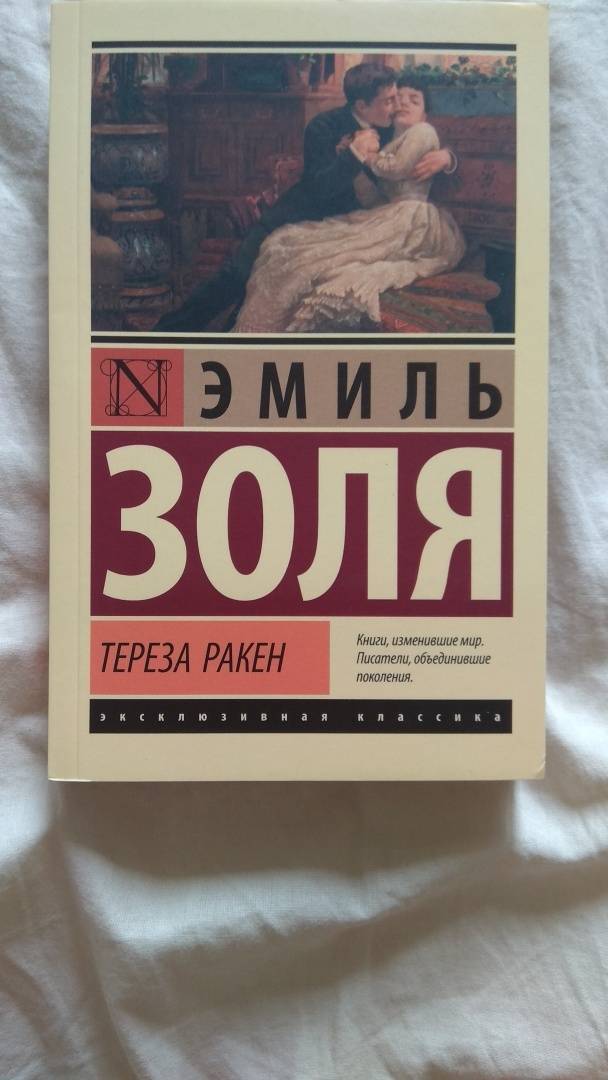 N ЭМИЛЬ
ЗОЛЯ
ТЕРЕЗА РАКЕН
Книги, изменившие мир.
Писатели, объединившие
поколения.
эксклюзивная классика